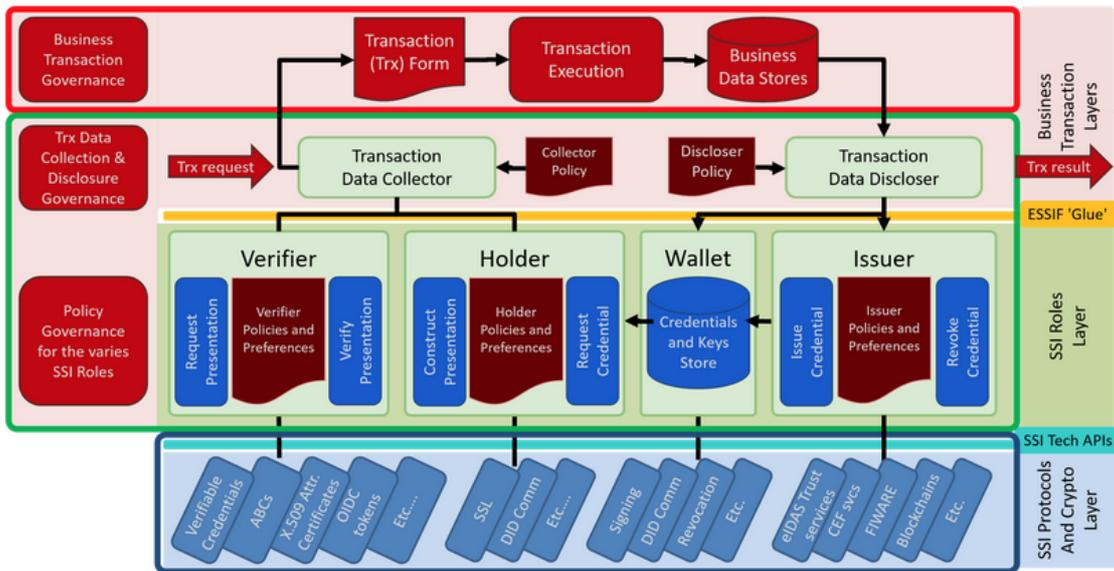 Business
Transaction
Governance
Transaction
(Trx) Form
Transaction
Execution
Business
Data Stores
Business
Transaction
Layers
Trx Data
Collection &
Disclosure
Governance
Trx request
Transaction
Data Collector
Collector
Policy
Discloser
Policy
Transaction
Data Discloser
Trx result
ESSIF 'Glue'
Policy
Governance
for the varies
SSI Roles
Verifier
Request
Presentation
Verifier
Policies and
Preferences
Verify
Presentation
Holder
Construct
Presentation
Holder
Policies and
Preferences
Request
Credential
Wallet
Credentials
and Keys
Store
Issuer
Issue
Credential
Issuer
Policies and
Preferences
Revoke
Credential
SSI Roles
Layer
SSI Tech APIs
Verifiable
Credentials
ABCs
X.509 Attr.
Certificates
OIDC
tokens
Etc....
SSL
DID Comm
Etc....
Signing
DID Comm
Revocation
Etc.
eIDAS Trust
services
CEF svcs
FIWARE
Blockchains
Etc.
SSI Protocols
And Crypto
Layer